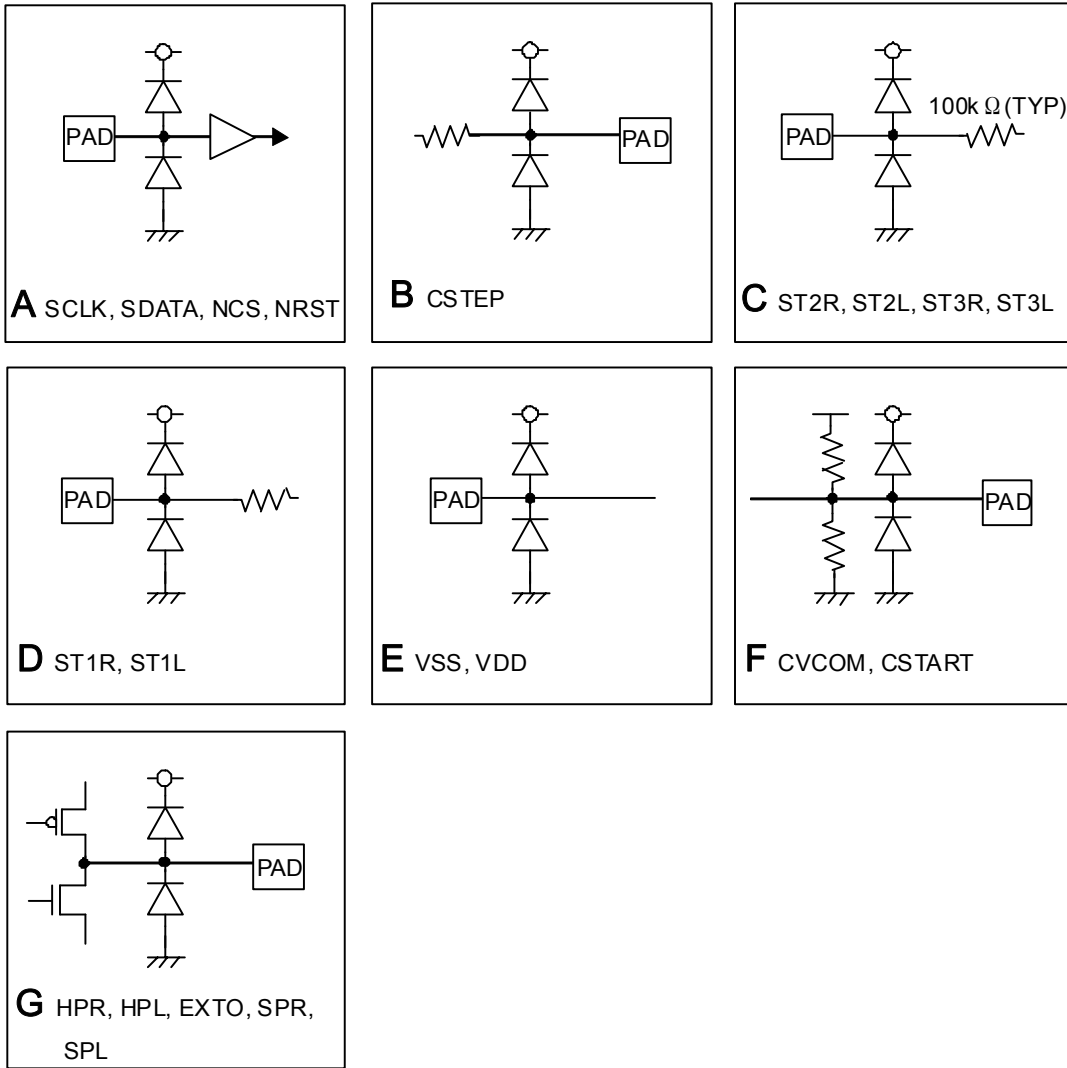 PAD
A SCLK, SDATA, NCS, NRST
PAD
B CSTEP
100k Ω (TYP)
PAD
C ST2R, ST2L, ST3R, ST3L
PAD
D ST1R, ST1L
PAD
E VSS, VDD
PAD
F CVCOM, CSTART
PAD
G HPR, HPL, EXTO, SPR,
SPL